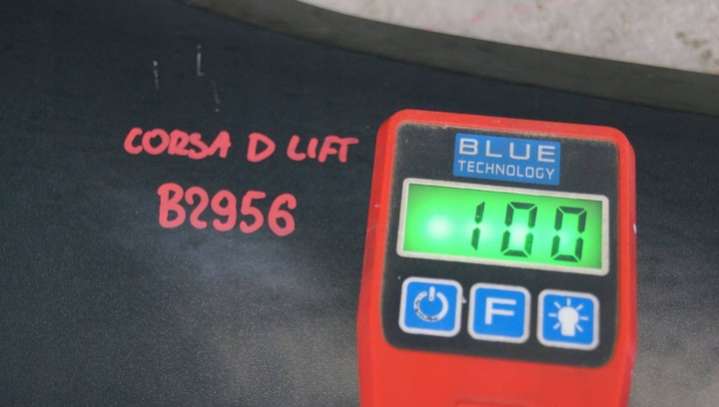 CORSA D LIFT
B2956
BLUE
TECHNOLOGY
100
F